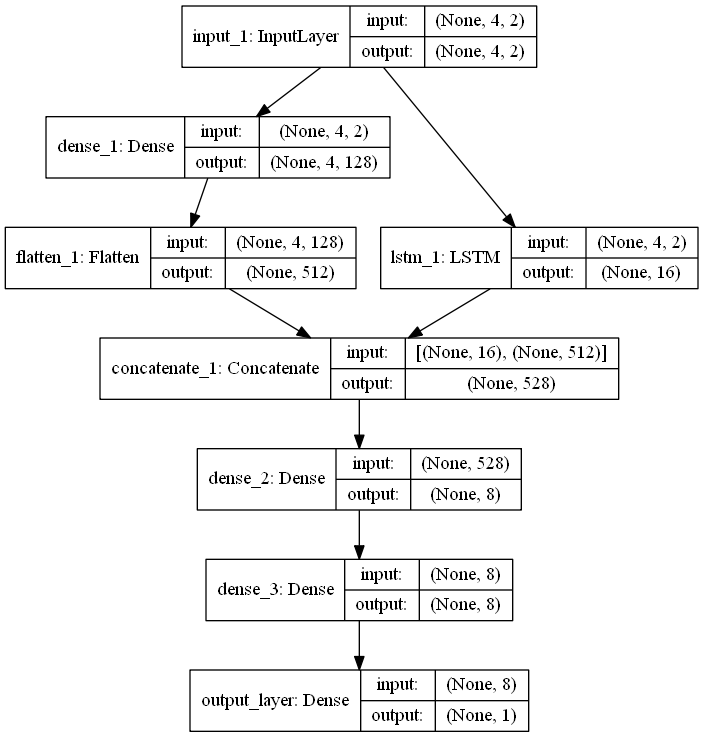 input_1: InputLayer
input:
(None, 4, 2)
output:
(None, 4, 2)
dense_1: Dense
input:
(None, 4, 2)
output:
(None, 4, 128)
flatten_1: Flatten
input:
(None, 4, 128)
output:
(None, 512)
lstm_1: LSTM
input:
(None, 4, 2)
output:
(None, 16)
concatenate_1: Concatenate
input:
[(None, 16), (None, 512)]
output:
(None, 528)
dense_2: Dense
input:
(None, 528)
output:
(None, 8)
dense_3: Dense
input:
(None, 8)
output:
(None, 8)
output_layer: Dense
input:
(None, 8)
output:
(None, 1)